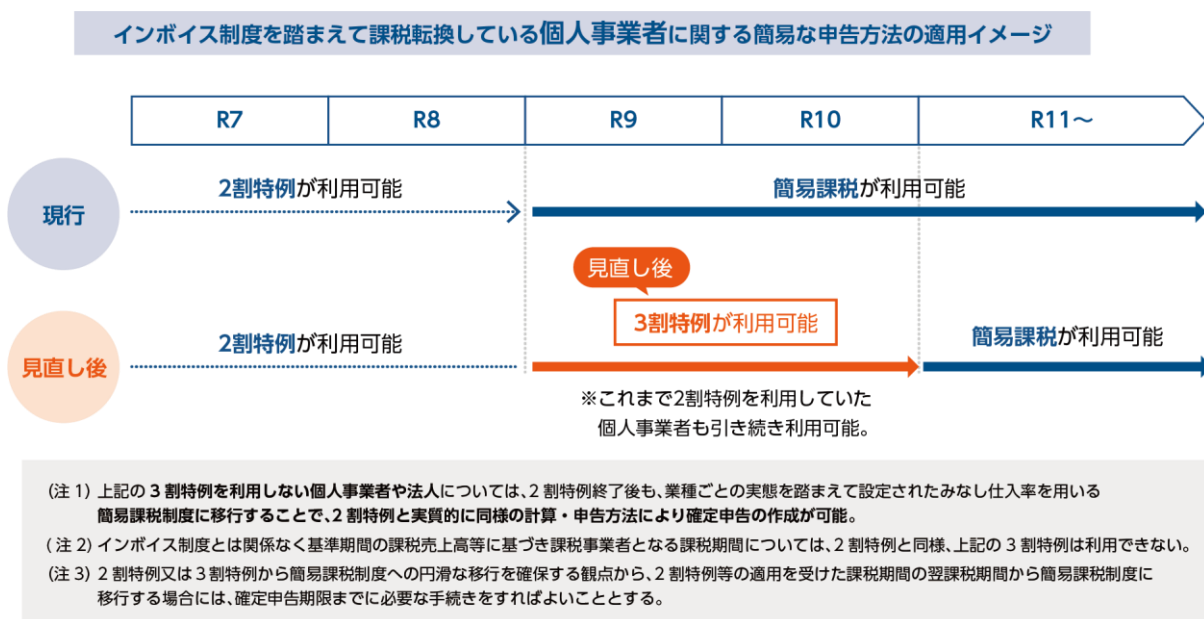 インボイス制度を踏まえて課税転換している個人事業者に関する簡易な申告方法の適用イメージ
R7 R8 R9 R10 R11～
現行
2割特例が利用可能
簡易課税が利用可能
見直し後
3割特例が利用可能
見直し後
2割特例が利用可能
簡易課税が利用可能
※これまで2割特例を利用していた
個人事業者も引き続き利用可能。
(注 1) 上記の 3 割特例を利用しない個人事業者や法人については、2 割特例終了後も、業種ごとの実態を踏まえて設定されたみなし仕入率を用いる
簡易課税制度に移行することで、2 割特例と実質的に同様の計算・申告方法により確定申告の作成が可能。
( 注 2) インボイス制度とは関係なく基準期間の課税売上高等に基づき課税事業者となる課税期間については、2 割特例と同様、上記の 3 割特例は利用できない。
(注 3) 2 割特例又は 3 割特例から簡易課税制度への円滑な移行を確保する観点から、2 割特例等の適用を受けた課税期間の翌課税期間から簡易課税制度に
移行する場合には、確定申告期限までに必要な手続きをすればよいこととする。